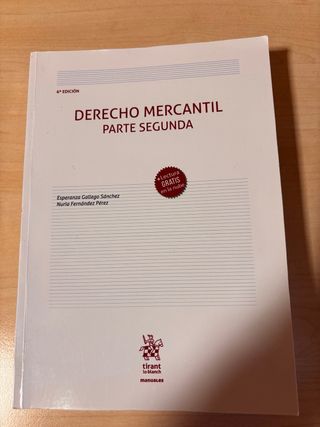 4ª EDICIÓN
DERECHO MERCANTIL
PARTE SEGUNDA
+ Lectura
GRATIS
en la nube
Esperanza Gallego Sánchez
Nuria Fernández Pérez
tirant
lo blanch
manuales